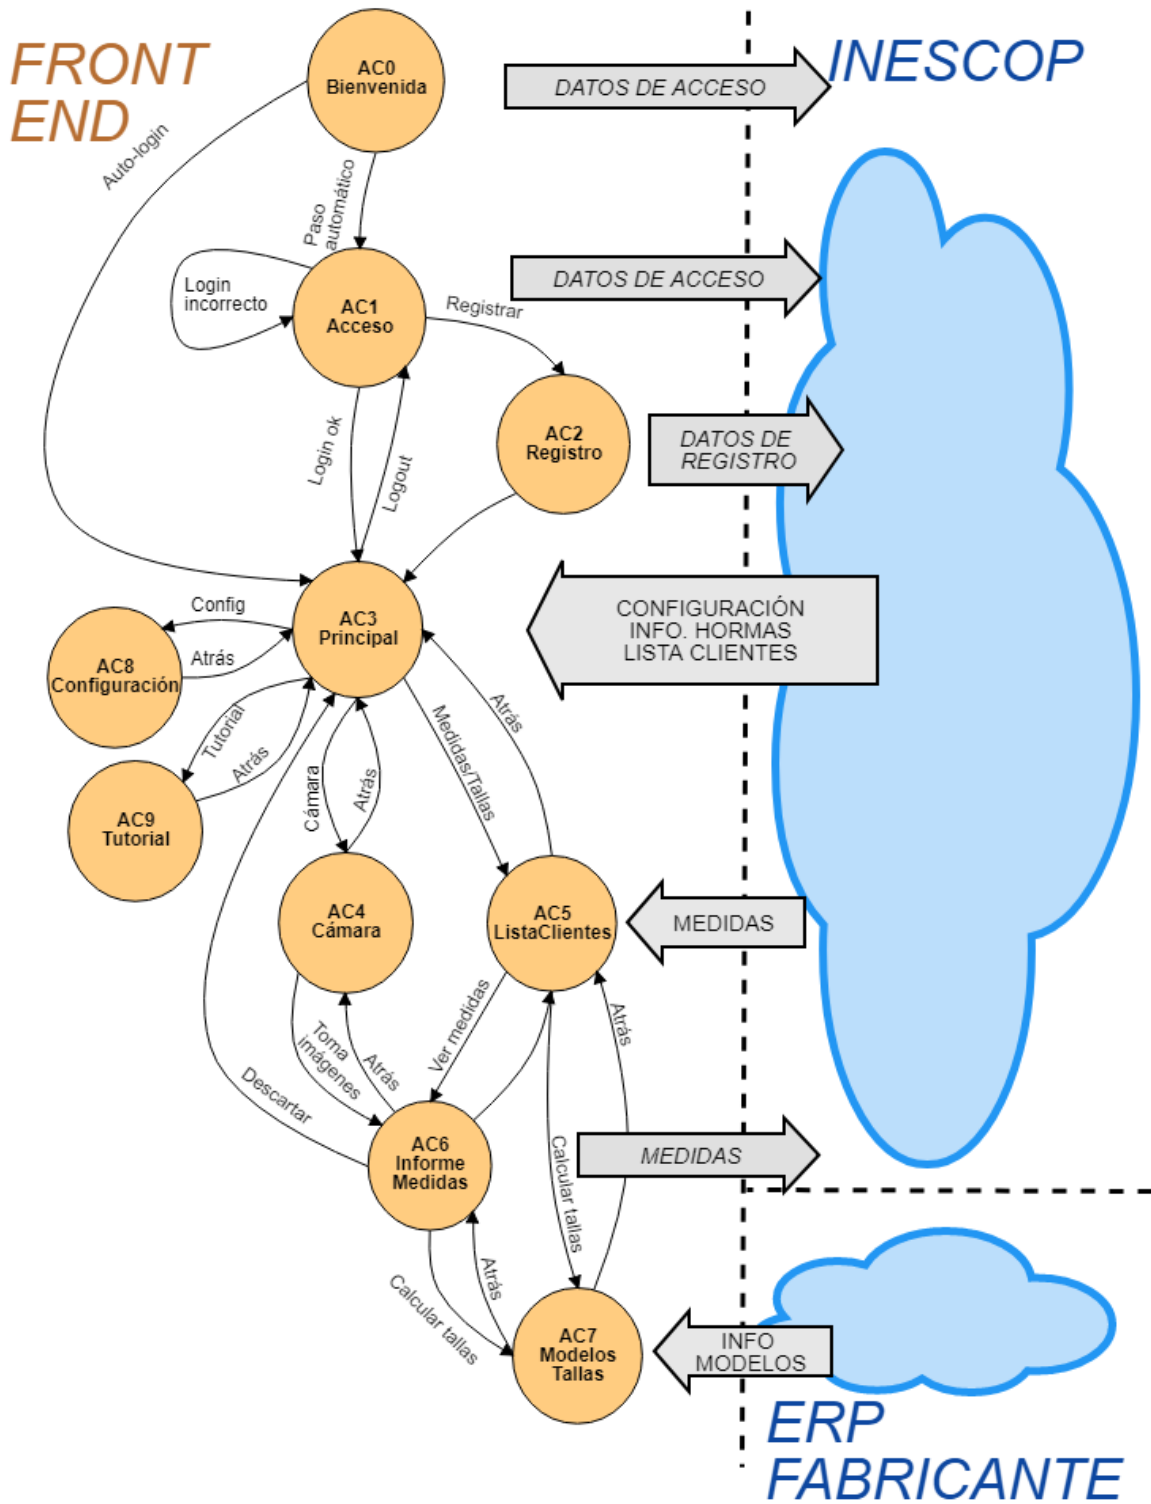 FRONT
END
INESCOP
AC0
Bienvenida
DATOS DE ACCESO
Auto-login
Paso
automático
Login
incorrecto
AC1
Acceso
Registrar
DATOS DE ACCESO
Login ok
Logout
AC2
Registro
DATOS DE
REGISTRO
Config
Atrás
AC3
Principal
CONFIGURACIÓN
INFO. HORMAS
LISTA CLIENTES
AC8
Configuración
Tutorial
Atrás
AC9
Tutorial
Cámara
Atrás
Medidas/Tallas
Atrás
AC4
Cámara
AC5
ListaClientes
MEDIDAS
Toma
imágenes
Atrás
Ver medidas
Atrás
Descartar
AC6
Informe
Medidas
Calcular tallas
MEDIDAS
Calcular tallas
Atrás
AC7
Modelos
Tallas
INFO
MODELOS
ERP
FABRICANTE